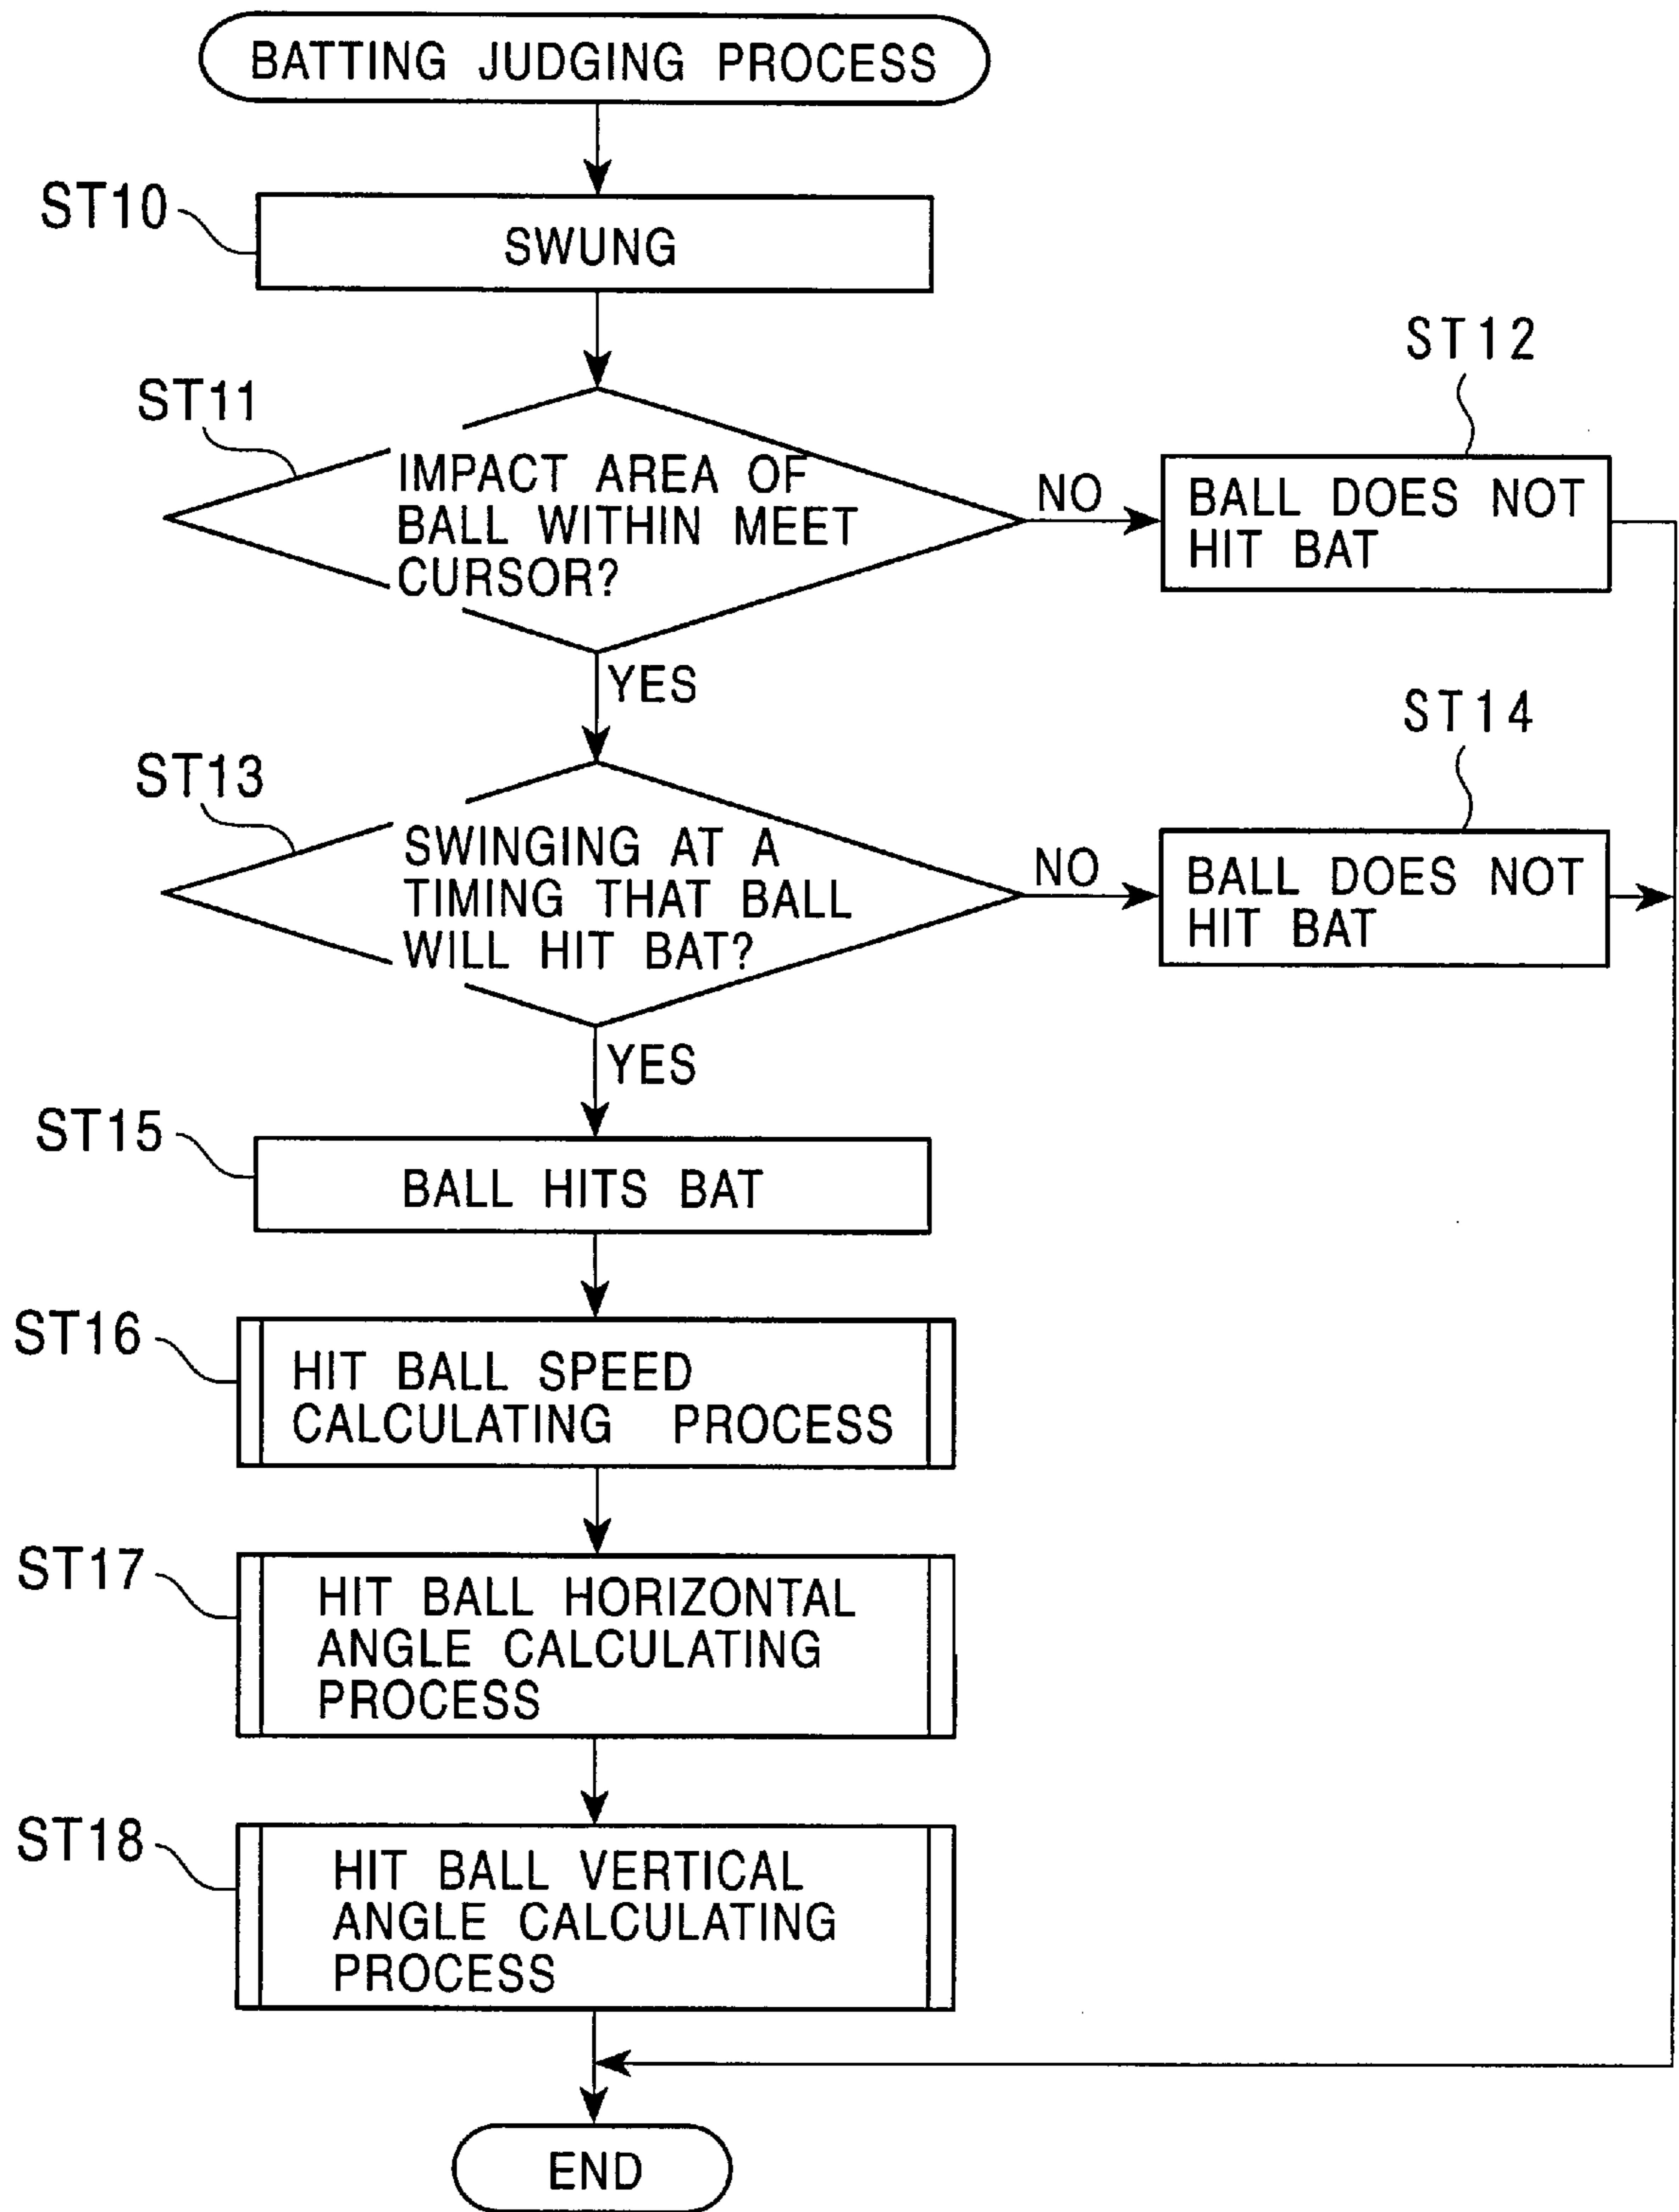 BATTING JUDGING PROCESS
ST10
SWUNG
ST11
IMPACT AREA OF
BALL WITHIN MEET
CURSOR?
NO
ST12
BALL DOES NOT
HIT BAT
YES
ST13
SWINGING AT A
TIMING THAT BALL
WILL HIT BAT?
NO
ST14
BALL DOES NOT
HIT BAT
YES
ST15
BALL HITS BAT
ST16
HIT BALL SPEED
CALCULATING PROCESS
ST17
HIT BALL HORIZONTAL
ANGLE CALCULATING
PROCESS
ST18
HIT BALL VERTICAL
ANGLE CALCULATING
PROCESS
END